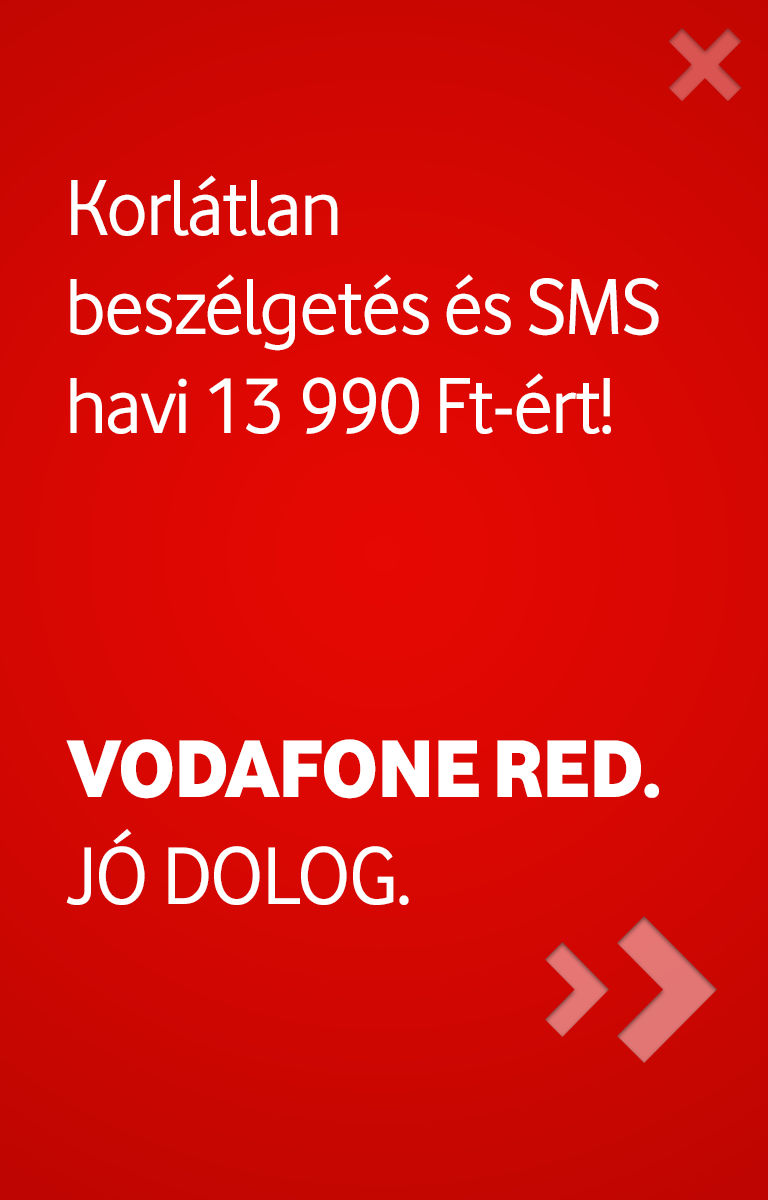 Korlátlan
beszélgetés és SMS
havi 13 990 Ft-ért!
VODAFONE RED.
JÓ DOLOG.